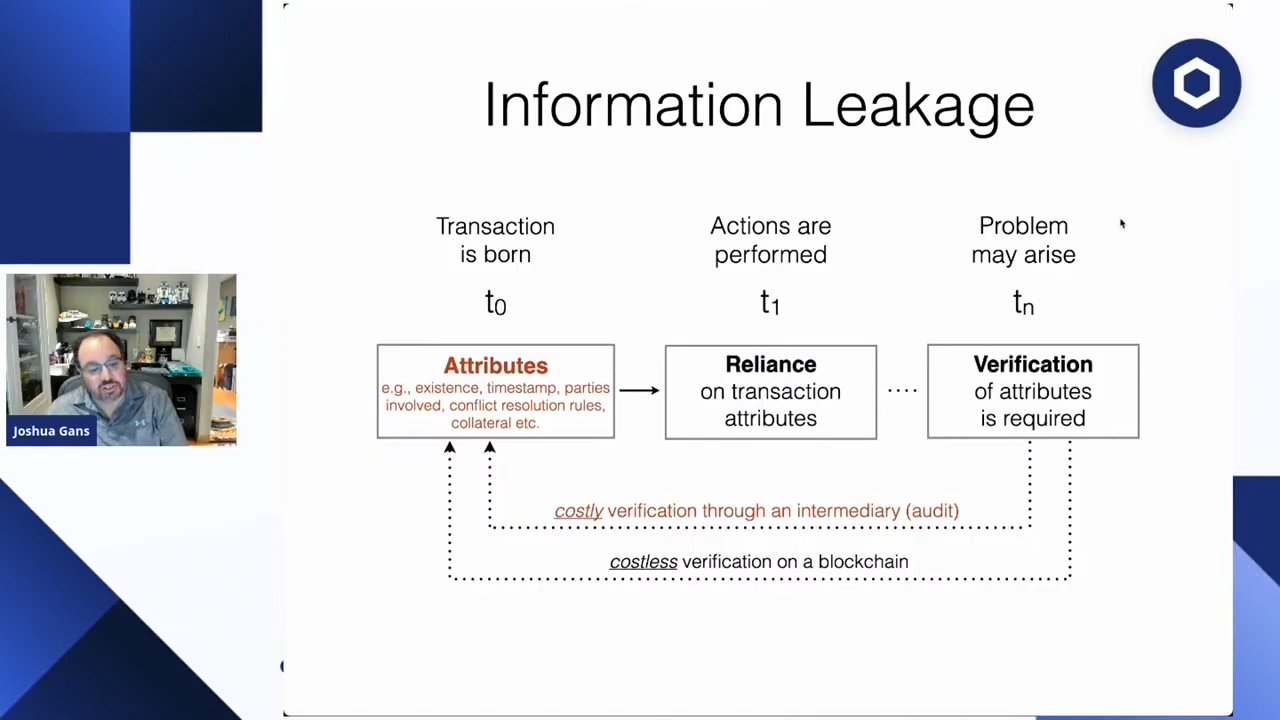 Information Leakage
Transaction
is born
t0
Actions are
performed
t1
Problem
may arise
tn
Attributes
e.g., existence, timestamp, parties
involved, conflict resolution rules,
collateral etc.
Reliance
on transaction
attributes
....
Verification
of attributes
is required
costly verification through an intermediary (audit)
costless verification on a blockchain
Joshua Gans